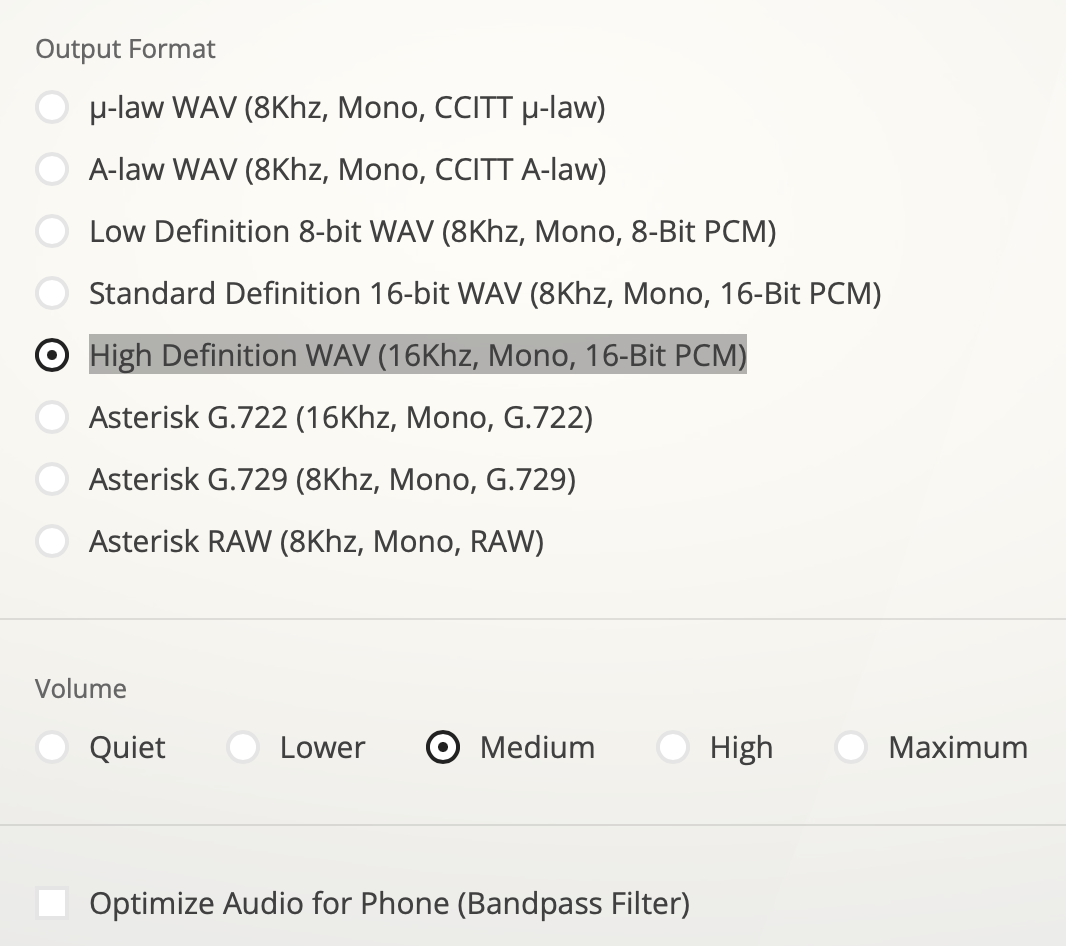 Output Format
µ-law WAV (8Khz, Mono, CCITT µ-law)
A-law WAV (8Khz, Mono, CCITT A-law)
Low Definition 8-bit WAV (8Khz, Mono, 8-Bit PCM)
Standard Definition 16-bit WAV (8Khz, Mono, 16-Bit PCM)
High Definition WAV (16Khz, Mono, 16-Bit PCM)
Asterisk G.722 (16Khz, Mono, G.722)
Asterisk G.729 (8Khz, Mono, G.729)
Asterisk RAW (8Khz, Mono, RAW)
Volume
Quiet Lower Medium High Maximum
Optimize Audio for Phone (Bandpass Filter)